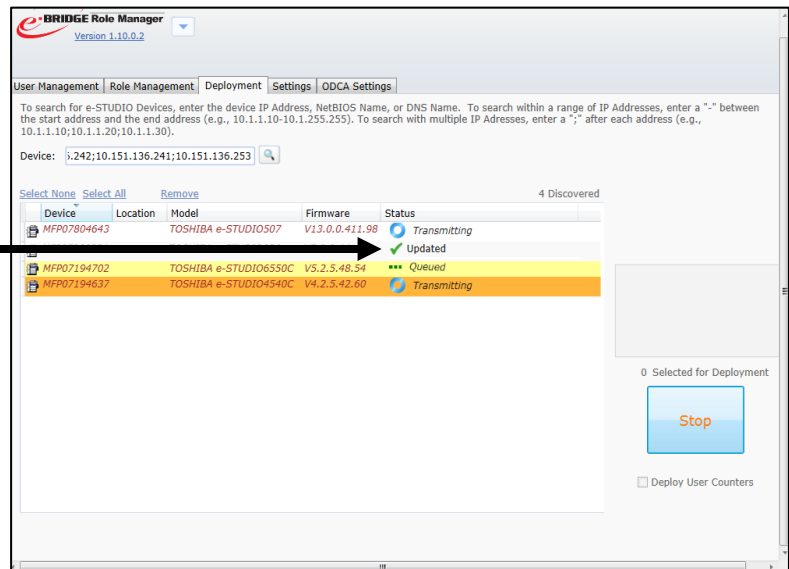 e-BRIDGE Role Manager
Version 1.10.0.2
User Management Role Management Deployment Settings ODCA Settings
To search for e-STUDIO Devices, enter the device IP Address, NetBIOS Name, or DNS Name. To search within a range of IP Addresses, enter a "-" between
the start address and the end address (e.g., 10.1.1.10-10.1.255.255). To search with multiple IP Adresses, enter a ";" after each address (e.g.,
10.1.1.10;10.1.1.20;10.1.1.30).
Device: 5.242;10.151.136.241;10.151.136.253
Select None Select All Remove 4 Discovered
Device Location Model Firmware Status
MFP07804643 TOSHIBA e-STUDIO507 V13.0.0.411.98 Transmitting
Updated
MFP07194702 TOSHIBA e-STUDIO6550C V5.2.5.48.54 Queued
MFP07194637 TOSHIBA e-STUDIO4540C V4.2.5.42.60 Transmitting
0 Selected for Deployment
Stop
Deploy User Counters